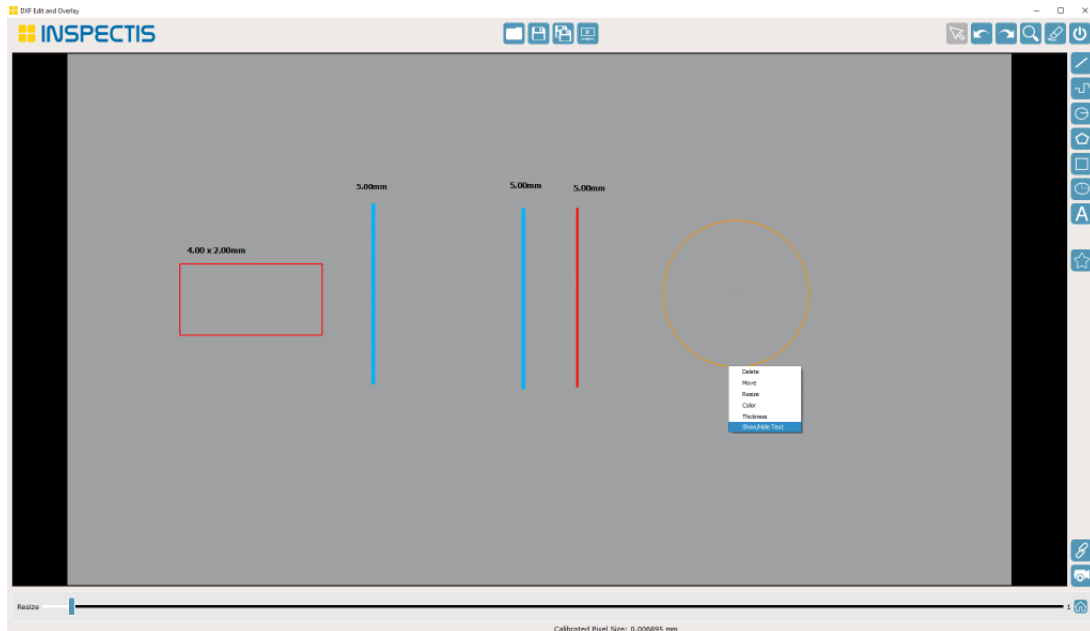 DXF Edit and Overlay
INSPECTIS
5.00mm
5.00mm
5.00mm
4.00 x 2.00mm
Delete
Move
Resize
Color
Thickness
Show/Hide Text
A
Resize
1
Calibrated Pixel Size: 0.006895 mm